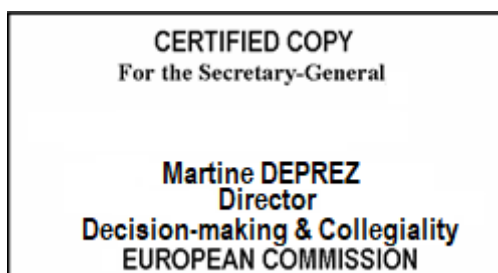 CERTIFIED COPY
For the Secretary-General
Martine DEPREZ
Director
Decision-making & Collegiality
EUROPEAN COMMISSION